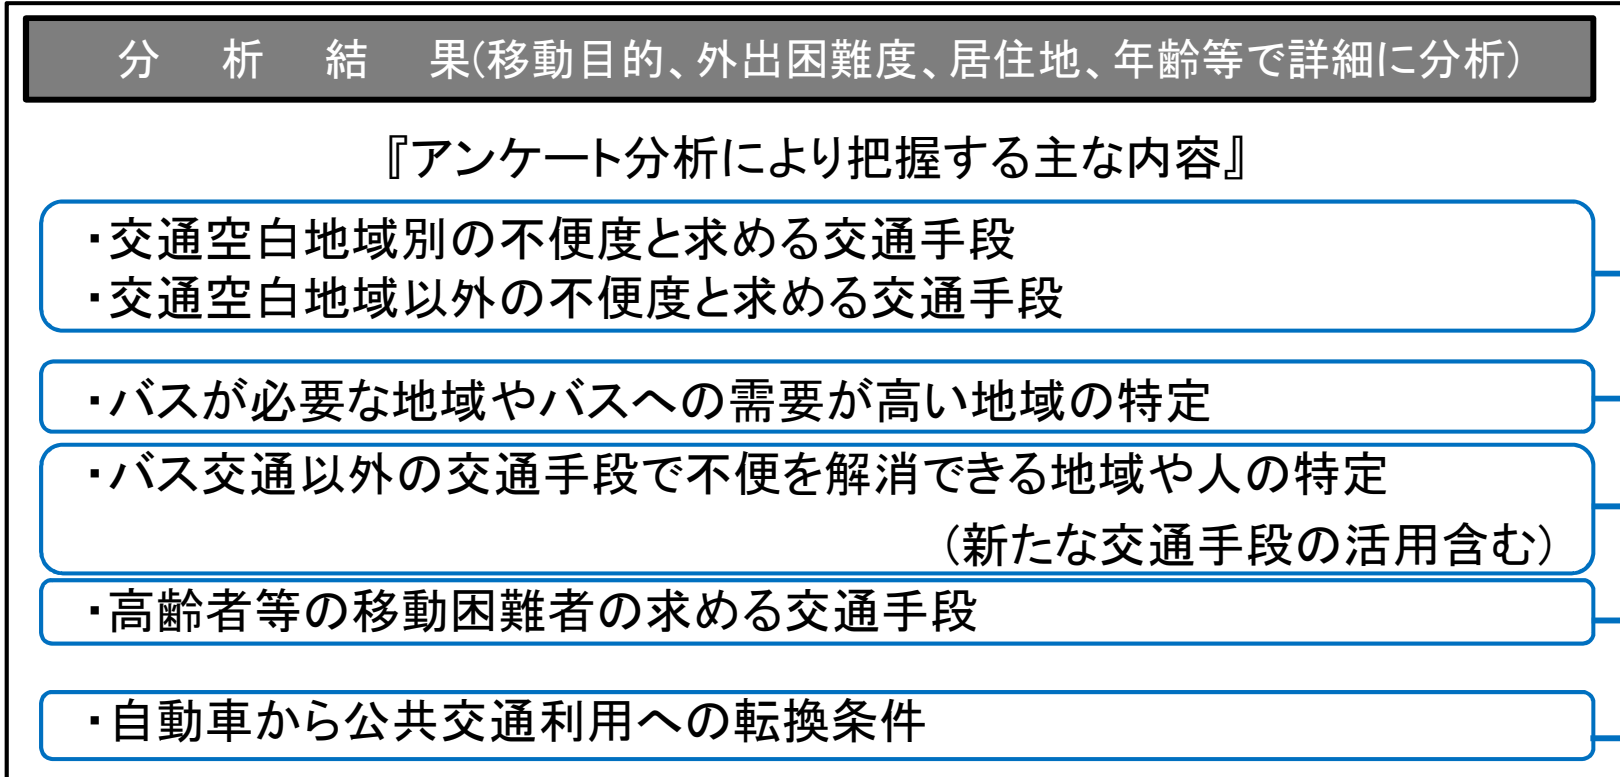 分　析　結　果(移動目的、外出困難度、居住地、年齢等で詳細に分析)
『アンケート分析により把握する主な内容』
・交通空白地域別の不便度と求める交通手段
・交通空白地域以外の不便度と求める交通手段
・バスが必要な地域やバスへの需要が高い地域の特定
・バス交通以外の交通手段で不便を解消できる地域や人の特定
(新たな交通手段の活用含む)
・高齢者等の移動困難者の求める交通手段
・自動車から公共交通利用への転換条件